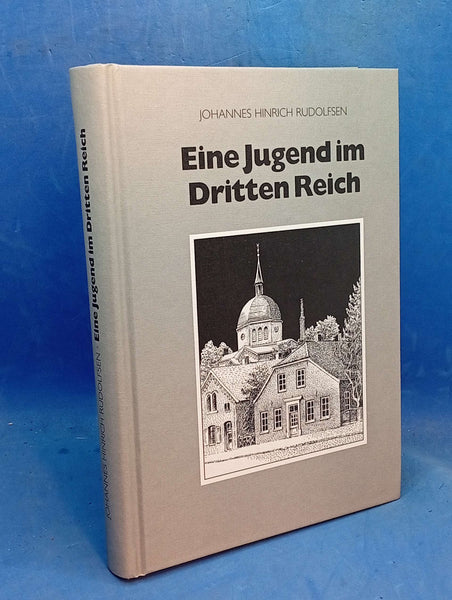 JOHANNES HINRICH RUDOLFSEN
Eine Jugend im
Dritten Reich
JOHANNES HINRICH RUDOLFSEN Eine Jugend im Dritten Reich